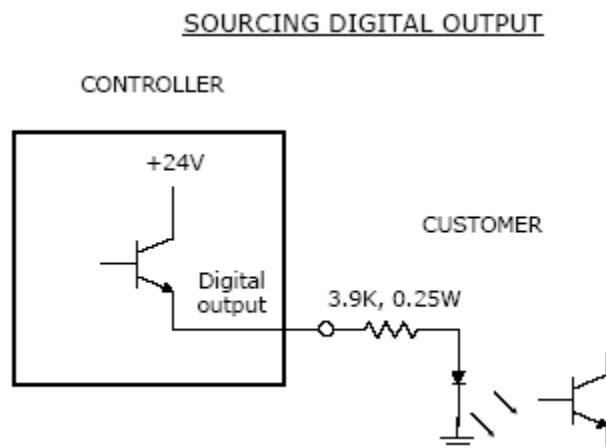 SOURCING DIGITAL OUTPUT
CONTROLLER
+24V
CUSTOMER
Digital
output
3.9K, 0.25W